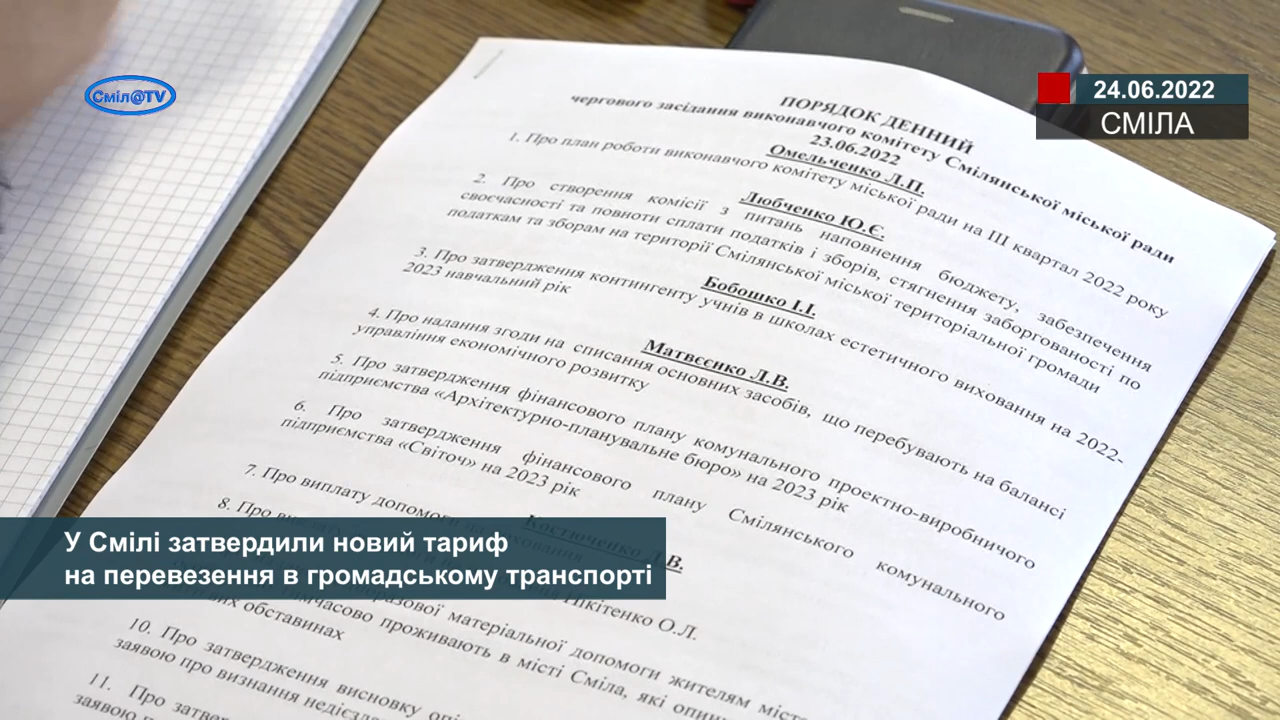 Сміл@TV
24.06.2022
СМІЛА
ПОРЯДОК ДЕННИЙ
чергового засідання виконавчого комітету Смілянської міської ради
23.06.2022
Омельченко Л.П.
1. Про план роботи виконавчого комітету міської ради на ІІІ квартал 2022 року
Любченко Ю.Є.
2. Про створення комісії з питань наповнення бюджету, забезпечення
своєчасності та повноти сплати податків і зборів, стягнення заборгованості по
податкам та зборам на території Смілянської міської територіальної громади
Бобошко І.І.
3. Про затвердження контингенту учнів в школах естетичного виховання на 2022-
2023 навчальний рік
Матвєєнко Л.В.
4. Про надання згоди на списання основних засобів, що перебувають на балансі
управління економічного розвитку
5. Про затвердження фінансового плану комунального проектно-виробничого
підприємства «Архітектурно-планувальне бюро» на 2023 рік
6. Про затвердження фінансового плану Смілянського комунального
підприємства «Світоч» на 2023 рік
Костюченко Л.В.
7. Про виплату допомоги
8. Про
Нікітенко О.Л.
матеріальної допомоги жителям
тимчасово проживають в місті Сміла, які
обставинах
10. Про затвердження висновку
заявою про визнання
11. Про
заявою
У Смілі затвердили новий тариф
на перевезення в громадському транспорті